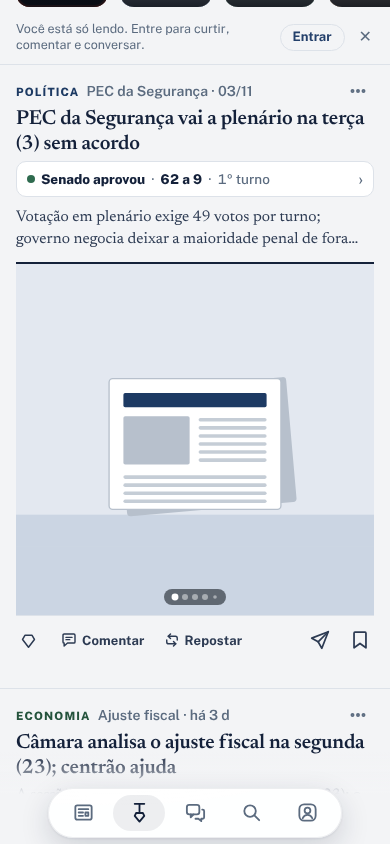 Você está só lendo. Entre para curtir,
comentar e conversar.
Entrar
POLÍTICA PEC da Segurança · 03/11
PEC da Segurança vai a plenário na terça
(3) sem acordo
Senado aprovou · 62 a 9 · 1º turno
Votação em plenário exige 49 votos por turno;
governo negocia deixar a maioridade penal de fora...
Comentar
Repostar
ECONOMIA Ajuste fiscal · há 3 d
Câmara analisa o ajuste fiscal na segunda
(23); centrão ajuda